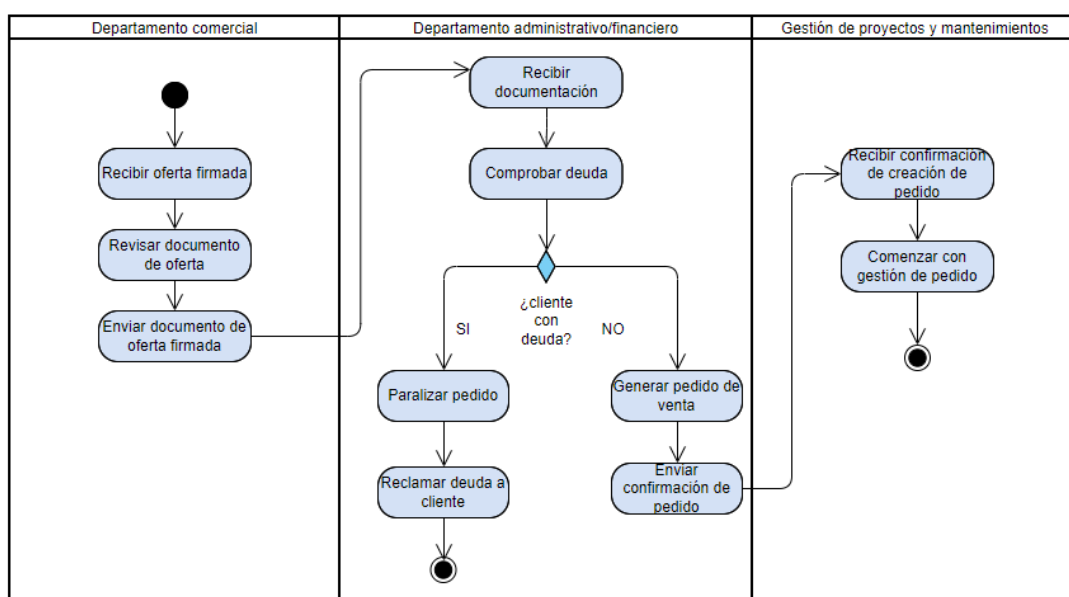 Departamento comercial
Departamento administrativo/financiero
Gestión de proyectos y mantenimientos
Recibir oferta firmada
Revisar documento
de oferta
Enviar documento de
oferta firmada
Recibir
documentación
Comprobar deuda
¿cliente
con
deuda?
SI
NO
Paralizar pedido
Reclamar deuda a
cliente
Generar pedido de
venta
Enviar
confirmación de
pedido
Recibir confirmación
de creación de
pedido
Comenzar con
gestión de pedido